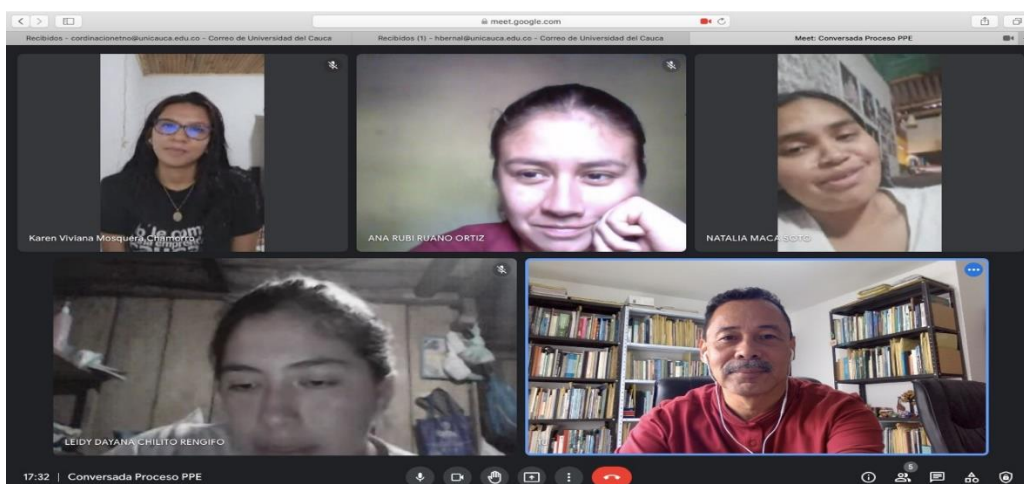 meet.google.com
Recibidos - cordinacionetno@unicauca.edu.co - Correo de Universidad del Cauca
Recibidos (1) - hbernal@unicauca.edu.co - Correo de Universidad del Cauca
Meet: Conversada Proceso PPE
Karen Viviana Mosquera
ANA RUBI RUANO ORTIZ
NATALIA MACA SOTO
LEIDY DAYANA CHILITO RENGIFO
17:32 | Conversada Proceso PPE
5